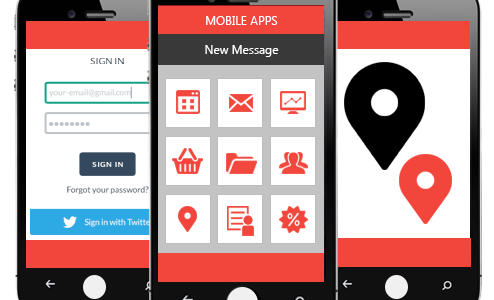 SIGN IN
your-email@gmail.com
SIGN IN
Forgot your password?
Sign in with Twitte
MOBILE APPS
New Message
%